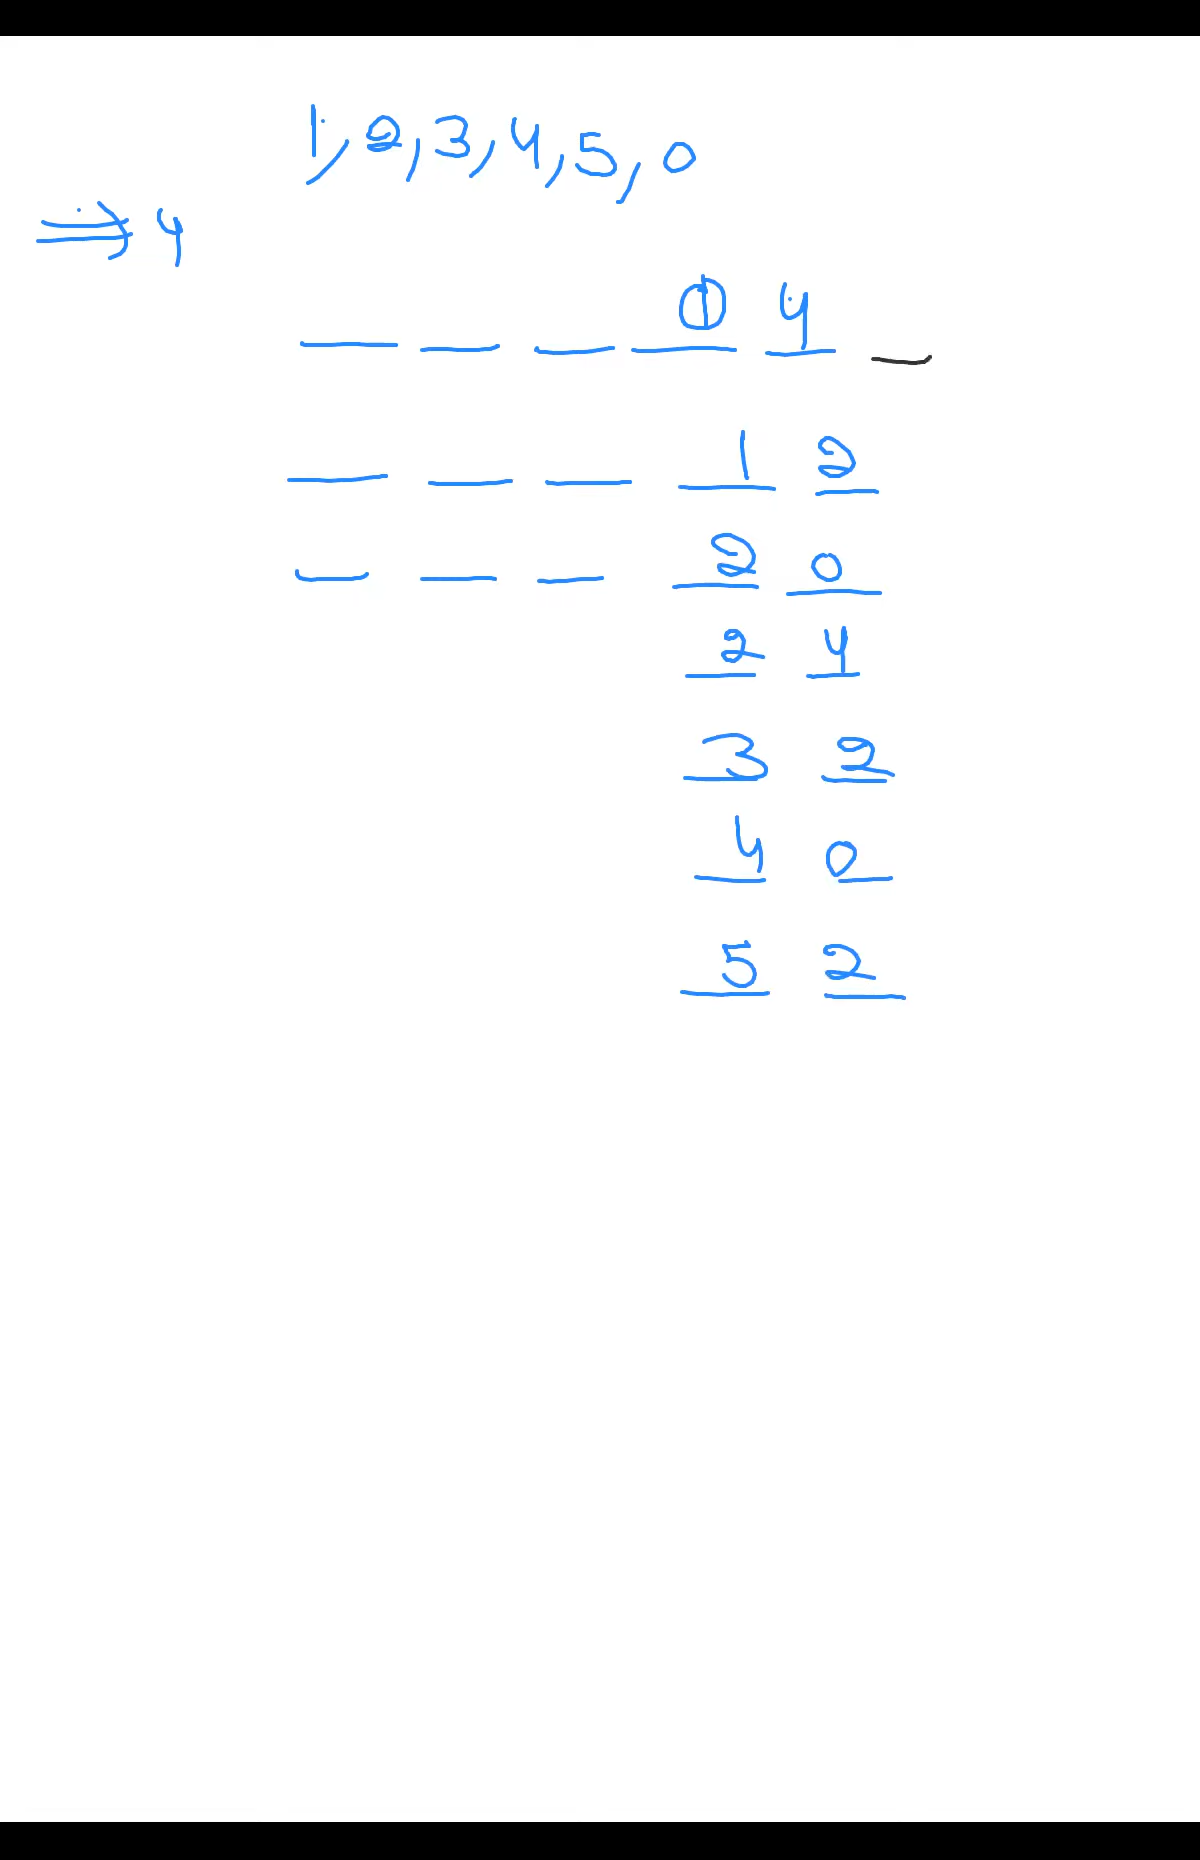 1, 2, 3, 4, 5, 0
⇒ 4
_ _ _ 0 4 _
_ _ _ 1 2
_ _ _ 2 0
2 4
3 2
4 0
5 2